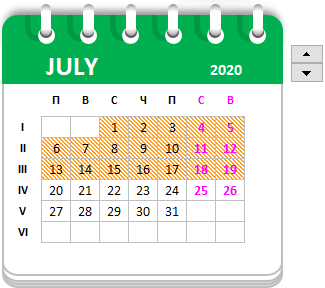 JULY 2020
П В С Ч П С В
I 1 2 3 4 5
II 6 7 8 9 10 11 12
III 13 14 15 16 17 18 19
IV 20 21 22 23 24 25 26
V 27 28 29 30 31
VI